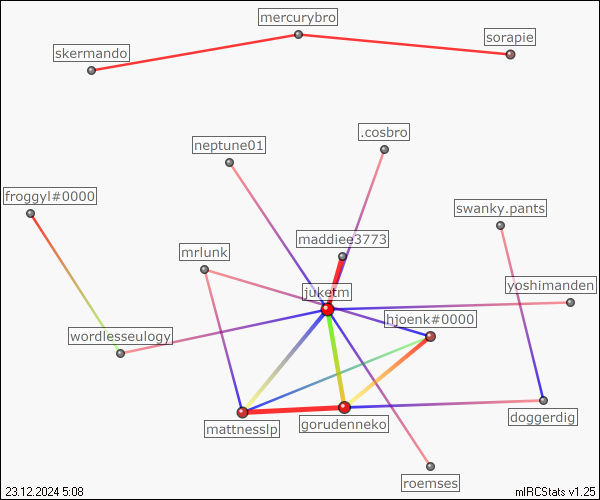 mercurybro
sorapie
skermando
.cosbro
neptune01
froggyl#0000
swanky.pants
maddiee3773
mrlunk
yoshimanden
juketm
hjoenk#0000
wordlesseulogy
doggerdig
gorudenneko
mattnesslp
roemses
23.12.2024 5:08
mIRCStats v1.25